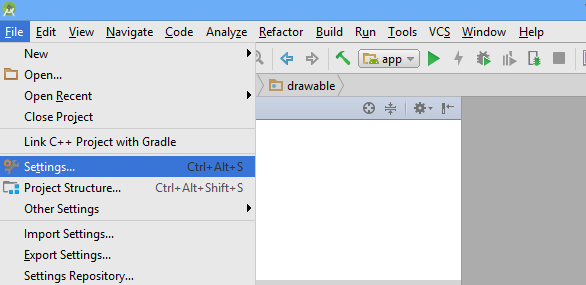 File Edit View Navigate Code Analyze Refactor Build Run Tools VCS Window Help
New
app
Open...
drawable
Open Recent
Close Project
Link C++ Project with Gradle
Settings... Ctrl+Alt+S
Project Structure... Ctrl+Alt+Shift+S
Other Settings
Import Settings...
Export Settings...
Settings Repository...